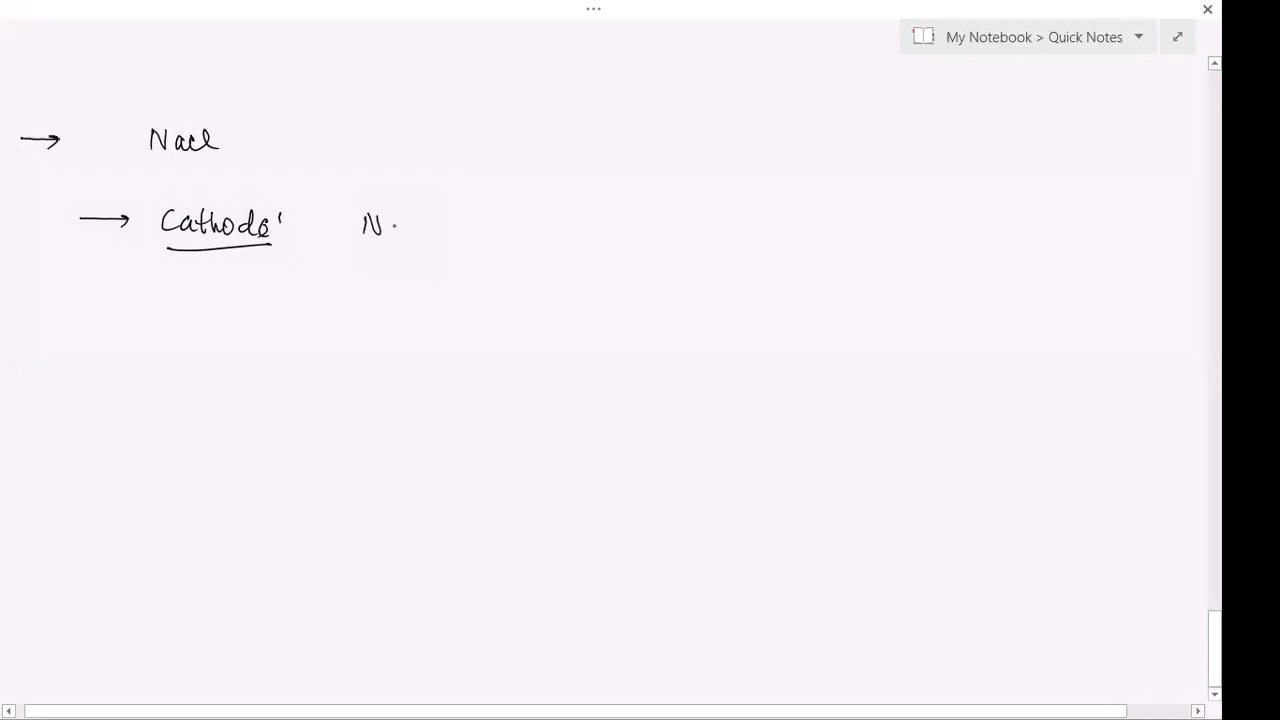 My Notebook > Quick Notes
→ Nacl
→ Cathode' N